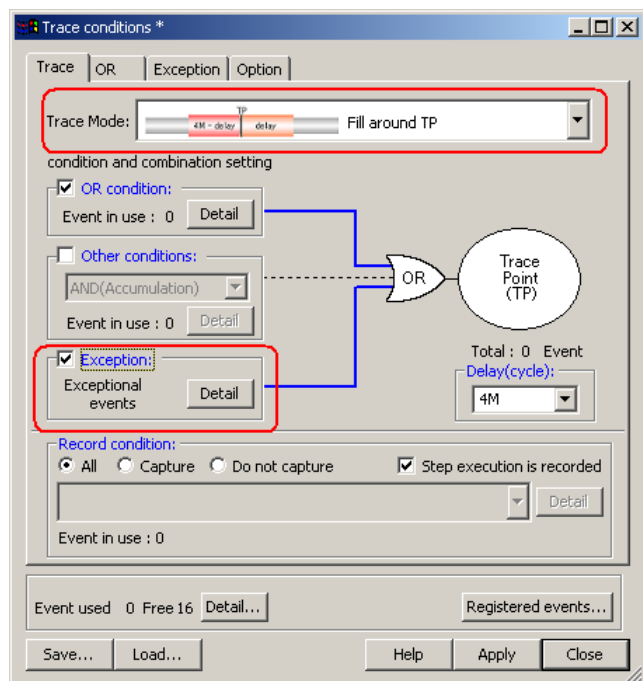 Trace conditions *
Trace OR Exception Option
TP
Trace Mode: 4M - delay delay Fill around TP
condition and combination setting
OR condition:
Event in use : 0 Detail
Other conditions:
AND(Accumulation)
Event in use : 0 Detail
Exception:
Exceptional
events Detail
OR
Trace
Point
(TP)
Total : 0 Event
Delay(cycle):
4M
Record condition:
All Capture Do not capture Step execution is recorded
Detail
Event in use : 0
Event used 0 Free 16 Detail... Registered events...
Save... Load... Help Apply Close